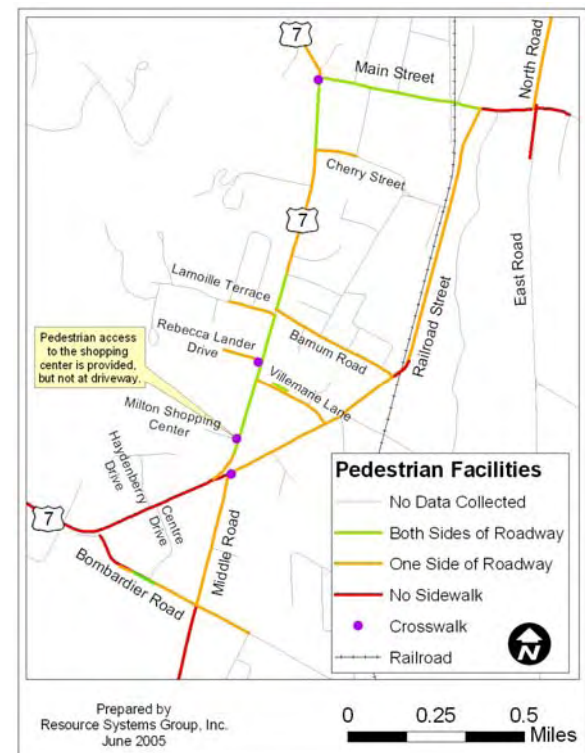 7
Main Street
North Road
Cherry Street
7
Lamoille Terrace
Pedestrian access
to the shopping
center is provided,
but not at driveway.
Rebecca Lander
Drive
Barnum Road
Railroad Street
East Road
Villemarie Lane
Milton Shopping
Center
Haydenberry
Drive
Centre
Drive
7
Bombardier Road
Middle Road
Pedestrian Facilities
No Data Collected
Both Sides of Roadway
One Side of Roadway
No Sidewalk
Crosswalk
Railroad
N
Prepared by
Resource Systems Group, Inc.
June 2005
0 0.25 0.5
Miles